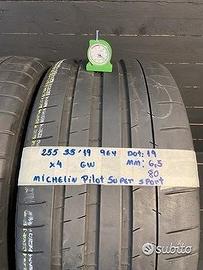 255 35 19 96Y DOT: 19
x4 GW MM: 6,5
80
MICHELIN PILOT SUPER SPORT
subito